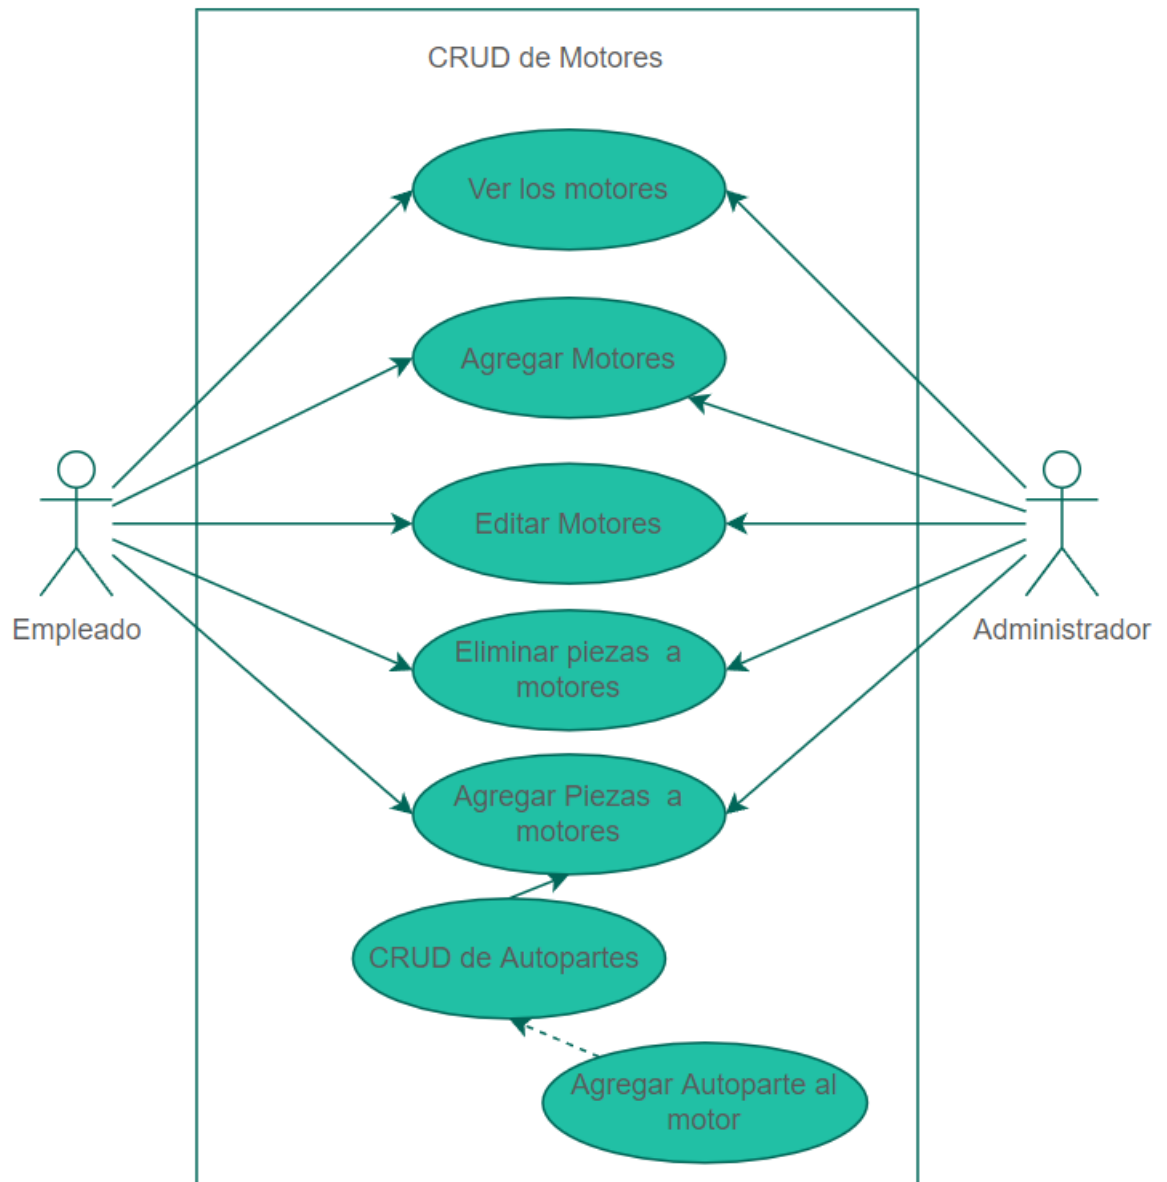 CRUD de Motores
Ver los motores
Agregar Motores
Editar Motores
Eliminar piezas a
motores
Agregar Piezas a
motores
CRUD de Autopartes
Agregar Autoparte al
motor
Empleado
Administrador